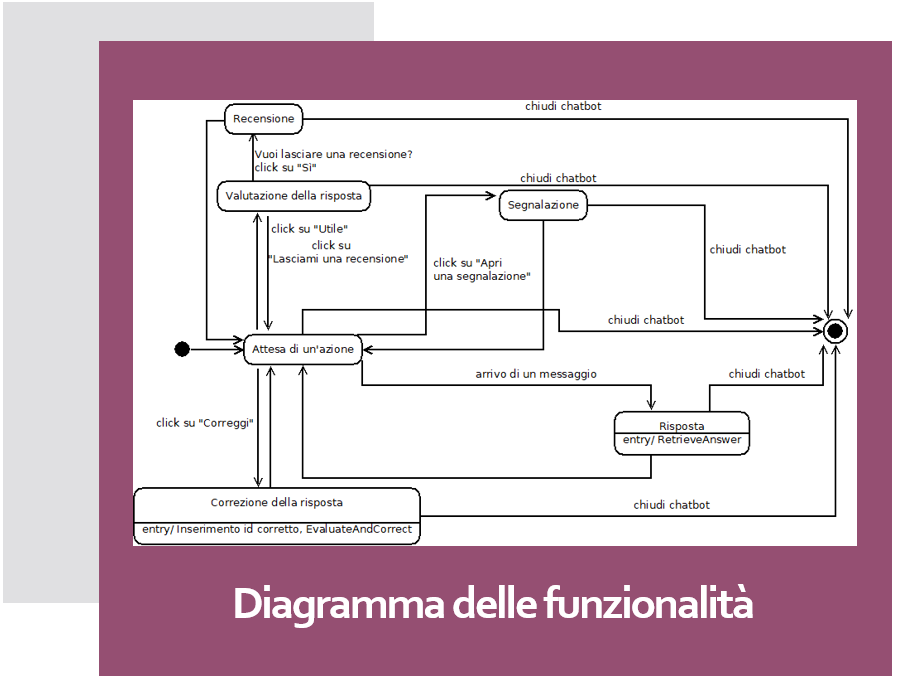 chiudi chatbot
Recensione
Vuoi lasciare una recensione?
click su "Sì"
chiudi chatbot
Valutazione della risposta
Segnalazione
click su "Utile"
click su
"Lasciami una recensione"
chiudi chatbot
click su "Apri
una segnalazione"
chiudi chatbot
Attesa di un'azione
arrivo di un messaggio
chiudi chatbot
click su "Correggi"
Risposta
entry/ RetrieveAnswer
Correzione della risposta
chiudi chatbot
entry/ Inserimento id corretto, EvaluateAndCorrect
Diagramma delle funzionalità